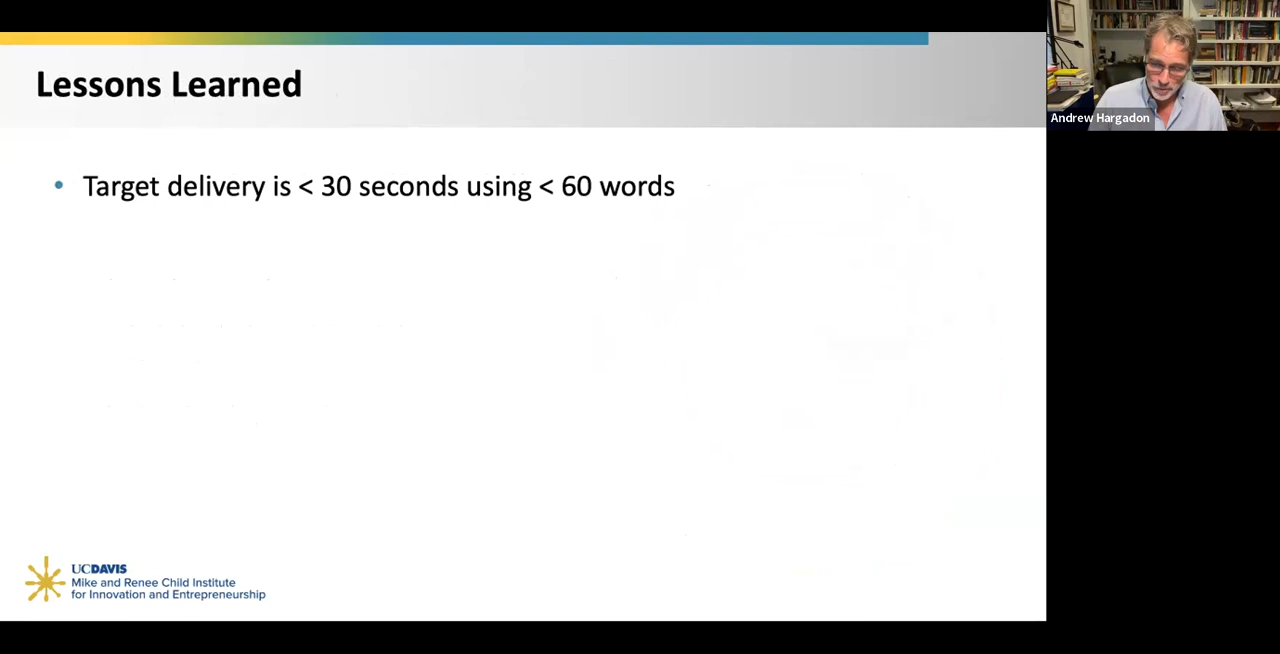 Lessons Learned
Andrew Hargadon
• Target delivery is < 30 seconds using < 60 words
UCDAVIS
Mike and Renee Child Institute
for Innovation and Entrepreneurship